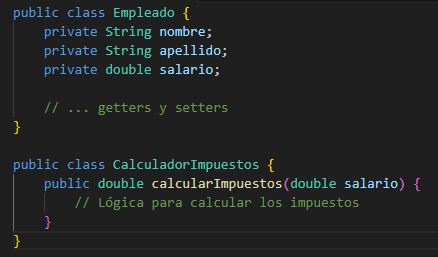 public class Empleado {
    private String nombre;
    private String apellido;
    private double salario;

    // ... getters y setters
}

public class CalculadorImpuestos {
    public double calcularImpuestos(double salario) {
        // Lógica para calcular los impuestos
    }
}